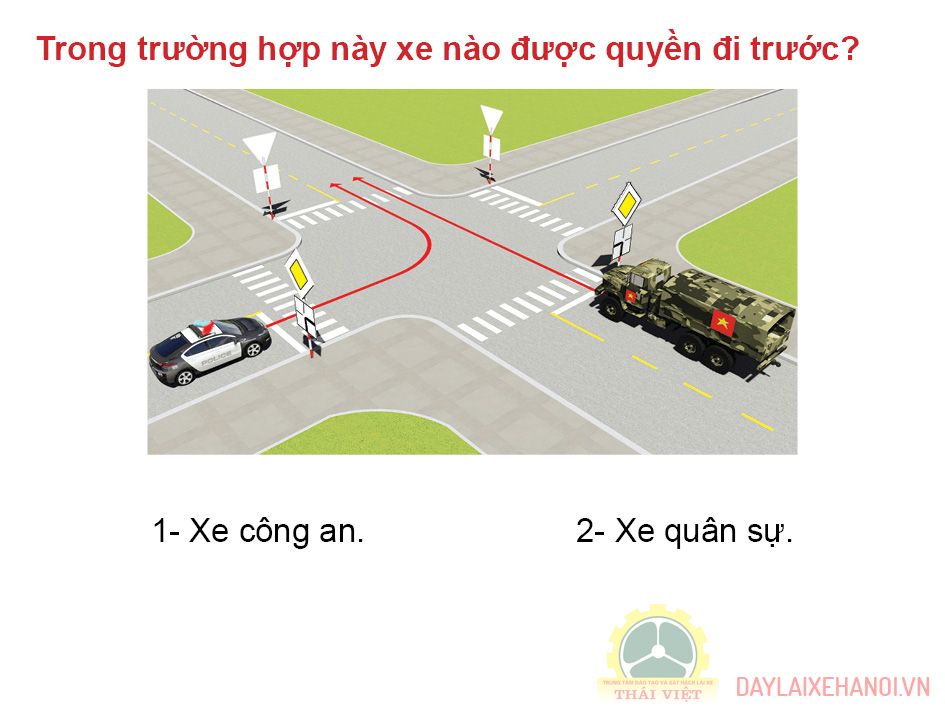 Trong trường hợp này xe nào được quyền đi trước?
POLICE
1- Xe công an.
2- Xe quân sự.
TRUNG TÂM ĐÀO TẠO VÀ SÁT HẠCH LÁI XE
THÁI VIỆT
DAYLAIXEHANOI.VN